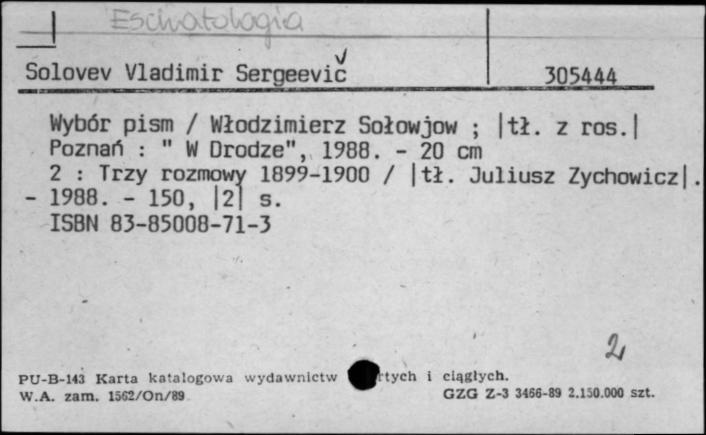 Eschatologia
Solovev Vladimir Sergeevič 305444
Wybór pism / Włodzimierz Sołowjow ; |tł. z ros.|
Poznań : " W Drodze", 1988. - 20 cm
2 : Trzy rozmowy 1899-1900 / |tł. Juliusz Zychowicz|.
- 1988. - 150, |2| s.
ISBN 83-85008-71-3
2
PU-B-143 Karta katalogowa wydawnictw rtych i ciągłych.
W.A. zam. 1562/On/89 GZG Z-3 3466-89 2.150.000 szt.